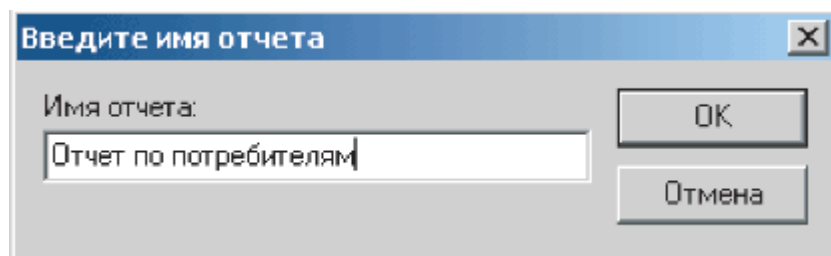 Введите имя отчета
Имя отчета:
Отчет по потребителям
OK
Отмена